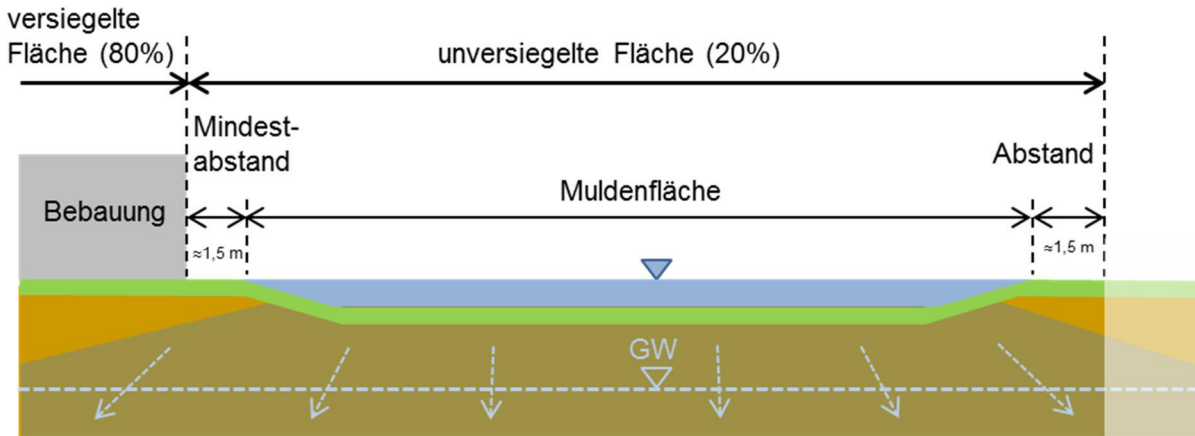 versiegelte
Fläche (80%)
unversiegelte Fläche (20%)
Mindest-
abstand
Abstand
Muldenfläche
Bebauung
≈1,5 m
≈1,5 m
GW